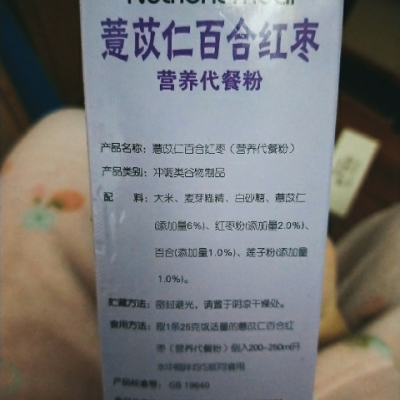 薏苡仁百合红枣
营养代餐粉
产品名称：薏苡仁百合红枣（营养代餐粉）
产品类别：冲调类谷物制品
配 料：大米、麦芽糊精、白砂糖、薏苡仁
(添加量6%)、红枣粉(添加量2.0%)、
百合(添加量1.0%)、莲子粉(添加量
1.0%)。
贮藏方法：密封避光，请置于阴凉干燥处。
食用方法：取1条25克饭适量的薏苡仁百合红
枣（营养代餐粉）倒入200-250ml开
产品标准号：GB 19640